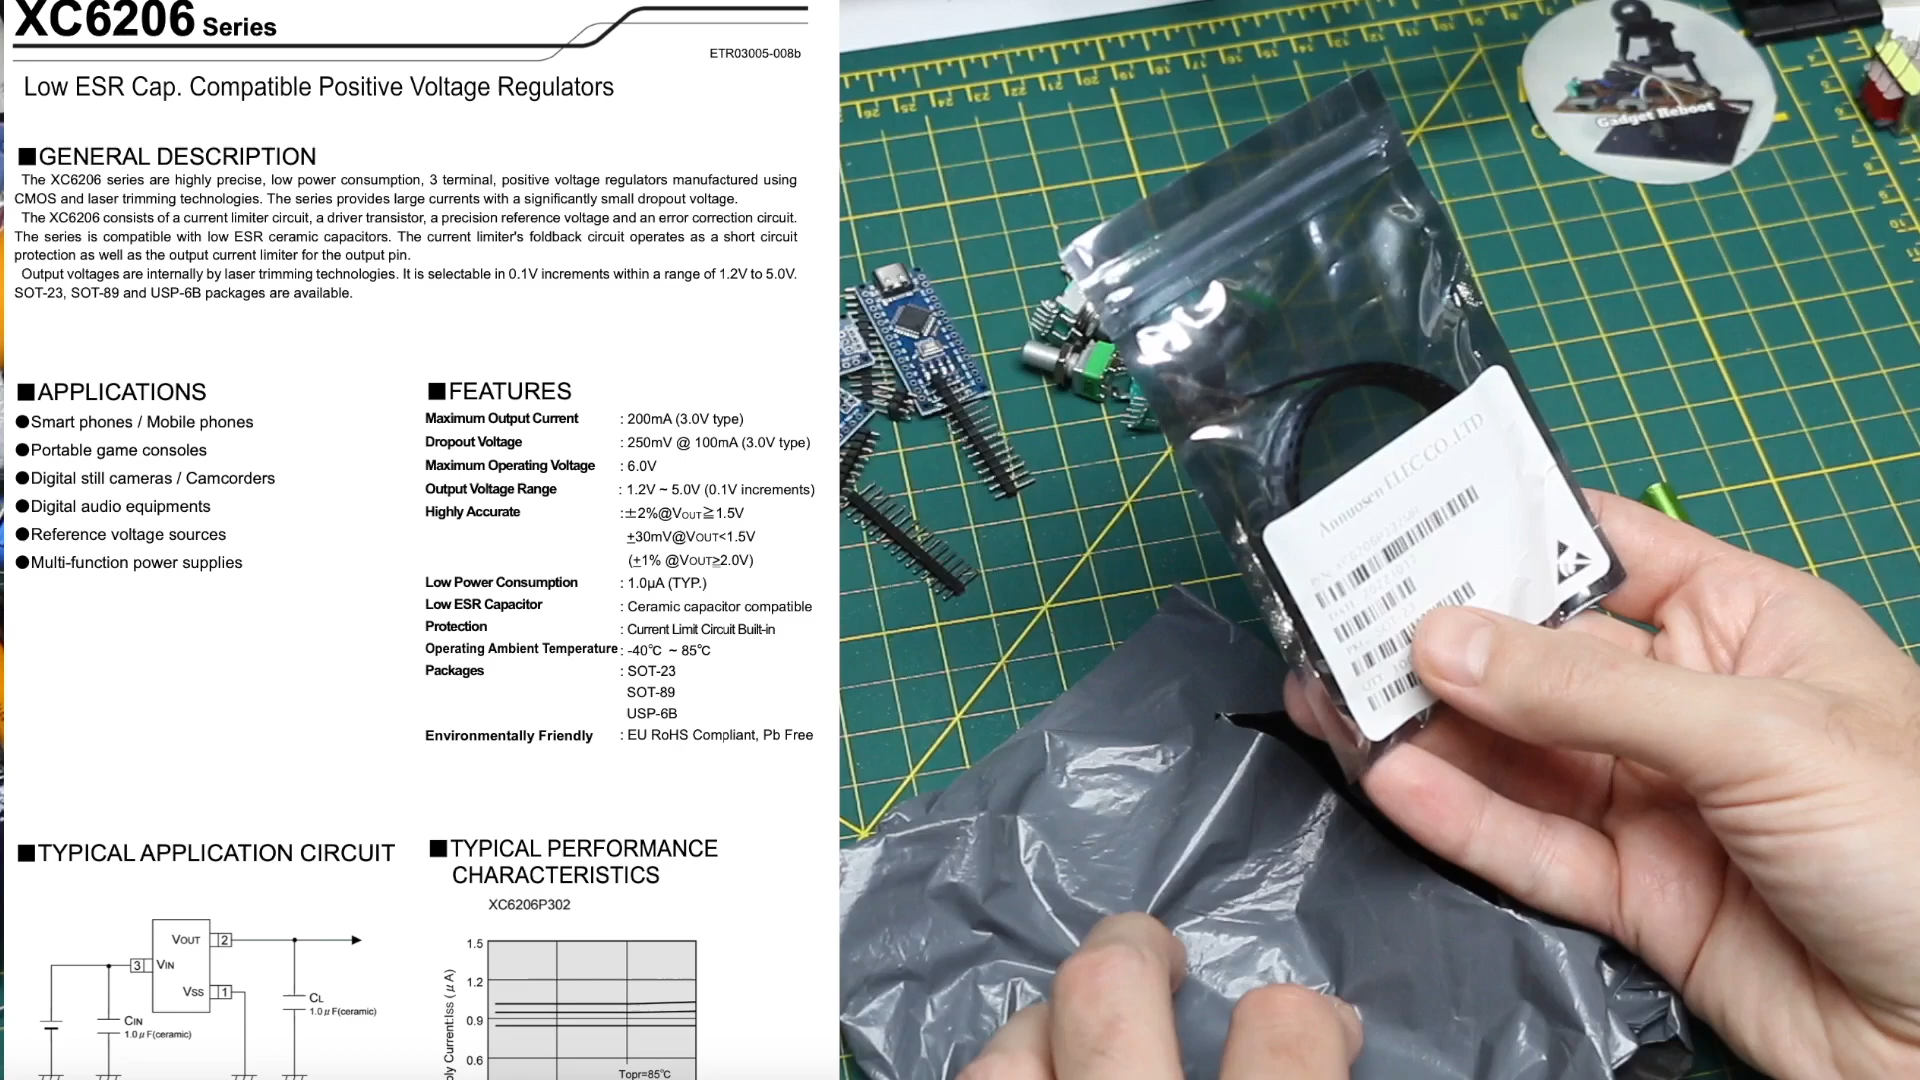 XC6206 Series
ETR03005-008b
Low ESR Cap. Compatible Positive Voltage Regulators
■GENERAL DESCRIPTION
The XC6206 series are highly precise, low power consumption, 3 terminal, positive voltage regulators manufactured using
CMOS and laser trimming technologies. The series provides large currents with a significantly small dropout voltage.
The XC6206 consists of a current limiter circuit, a driver transistor, a precision reference voltage and an error correction circuit.
The series is compatible with low ESR ceramic capacitors. The current limiter's foldback circuit operates as a short circuit
protection as well as the output current limiter for the output pin.
Output voltages are internally by laser trimming technologies. It is selectable in 0.1V increments within a range of 1.2V to 5.0V.
SOT-23, SOT-89 and USP-6B packages are available.
■APPLICATIONS
●Smart phones / Mobile phones
●Portable game consoles
●Digital still cameras / Camcorders
●Digital audio equipments
●Reference voltage sources
●Multi-function power supplies
■FEATURES
Maximum Output Current : 200mA (3.0V type)
Dropout Voltage : 250mV @ 100mA (3.0V type)
Maximum Operating Voltage : 6.0V
Output Voltage Range : 1.2V ~ 5.0V (0.1V increments)
Highly Accurate :±2%@VOUT≧1.5V
±30mV@VOUT<1.5V
(±1% @VOUT≥2.0V)
Low Power Consumption : 1.0μA (TYP.)
Low ESR Capacitor : Ceramic capacitor compatible
Protection : Current Limit Circuit Built-in
Operating Ambient Temperature : -40℃ ~ 85℃
Packages : SOT-23
SOT-89
USP-6B
Environmentally Friendly : EU RoHS Compliant, Pb Free
■TYPICAL APPLICATION CIRCUIT
VOUT 2
3 VIN
VSS 1
CIN
1.0μF(ceramic)
CL
1.0μF(ceramic)
■TYPICAL PERFORMANCE
CHARACTERISTICS
XC6206P302
1.5
1.2
0.9
0.6
Current:Iss (μA)
Topr=85℃
Gadget Reboot
Annuosen ELEC CO.,LTD
P/N:
SOT-23
QTY